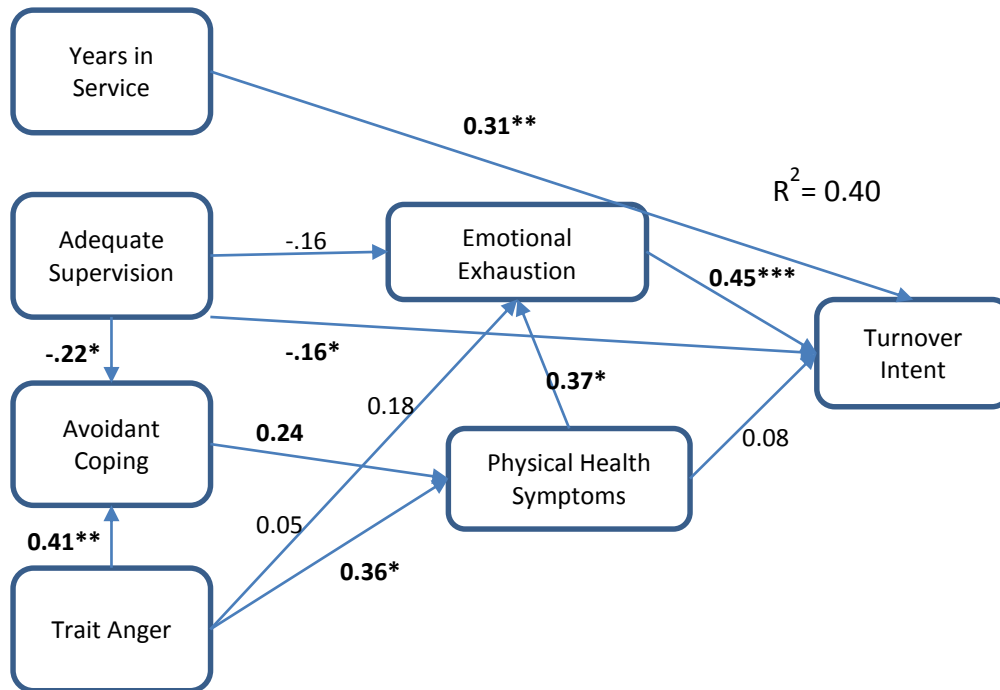 Years in
Service
0.31**
R²= 0.40
Adequate
Supervision
-.16
Emotional
Exhaustion
0.45***
Turnover
Intent
-.22*
-.16*
0.37*
0.18
Avoidant
Coping
0.24
0.08
Physical Health
Symptoms
0.05
0.41**
0.36*
Trait Anger